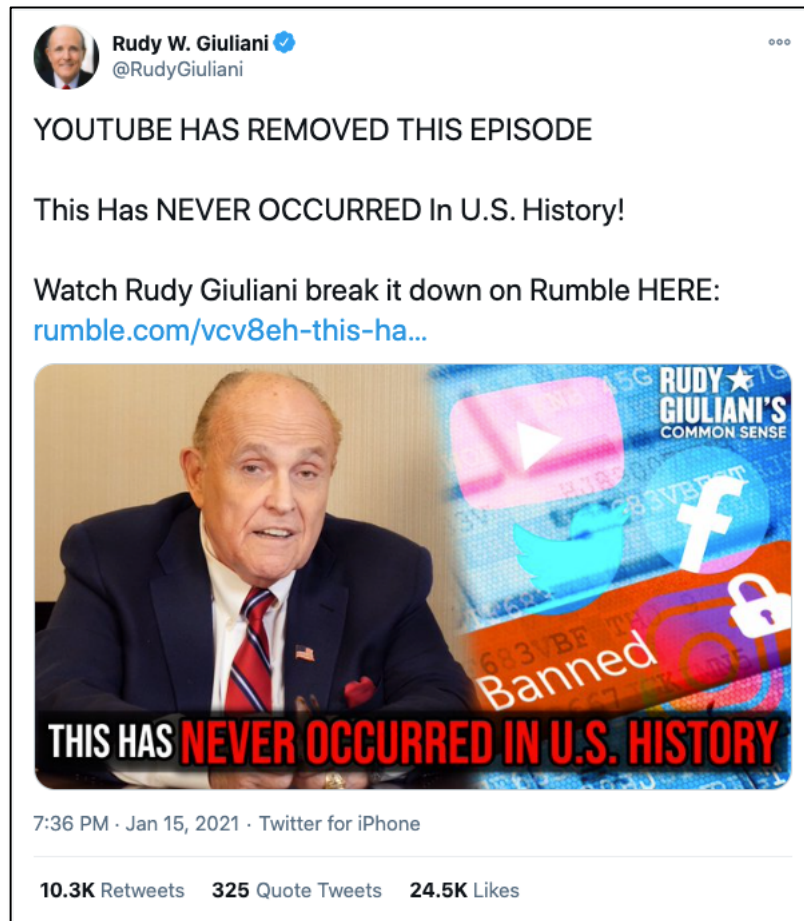 Rudy W. Giuliani
@RudyGiuliani
YOUTUBE HAS REMOVED THIS EPISODE
This Has NEVER OCCURRED In U.S. History!
Watch Rudy Giuliani break it down on Rumble HERE:
rumble.com/vcv8eh-this-ha...
RUDY
GIULIANI'S
COMMON SENSE
Banned
THIS HAS NEVER OCCURRED IN U.S. HISTORY
7:36 PM · Jan 15, 2021 · Twitter for iPhone
10.3K Retweets 325 Quote Tweets 24.5K Likes